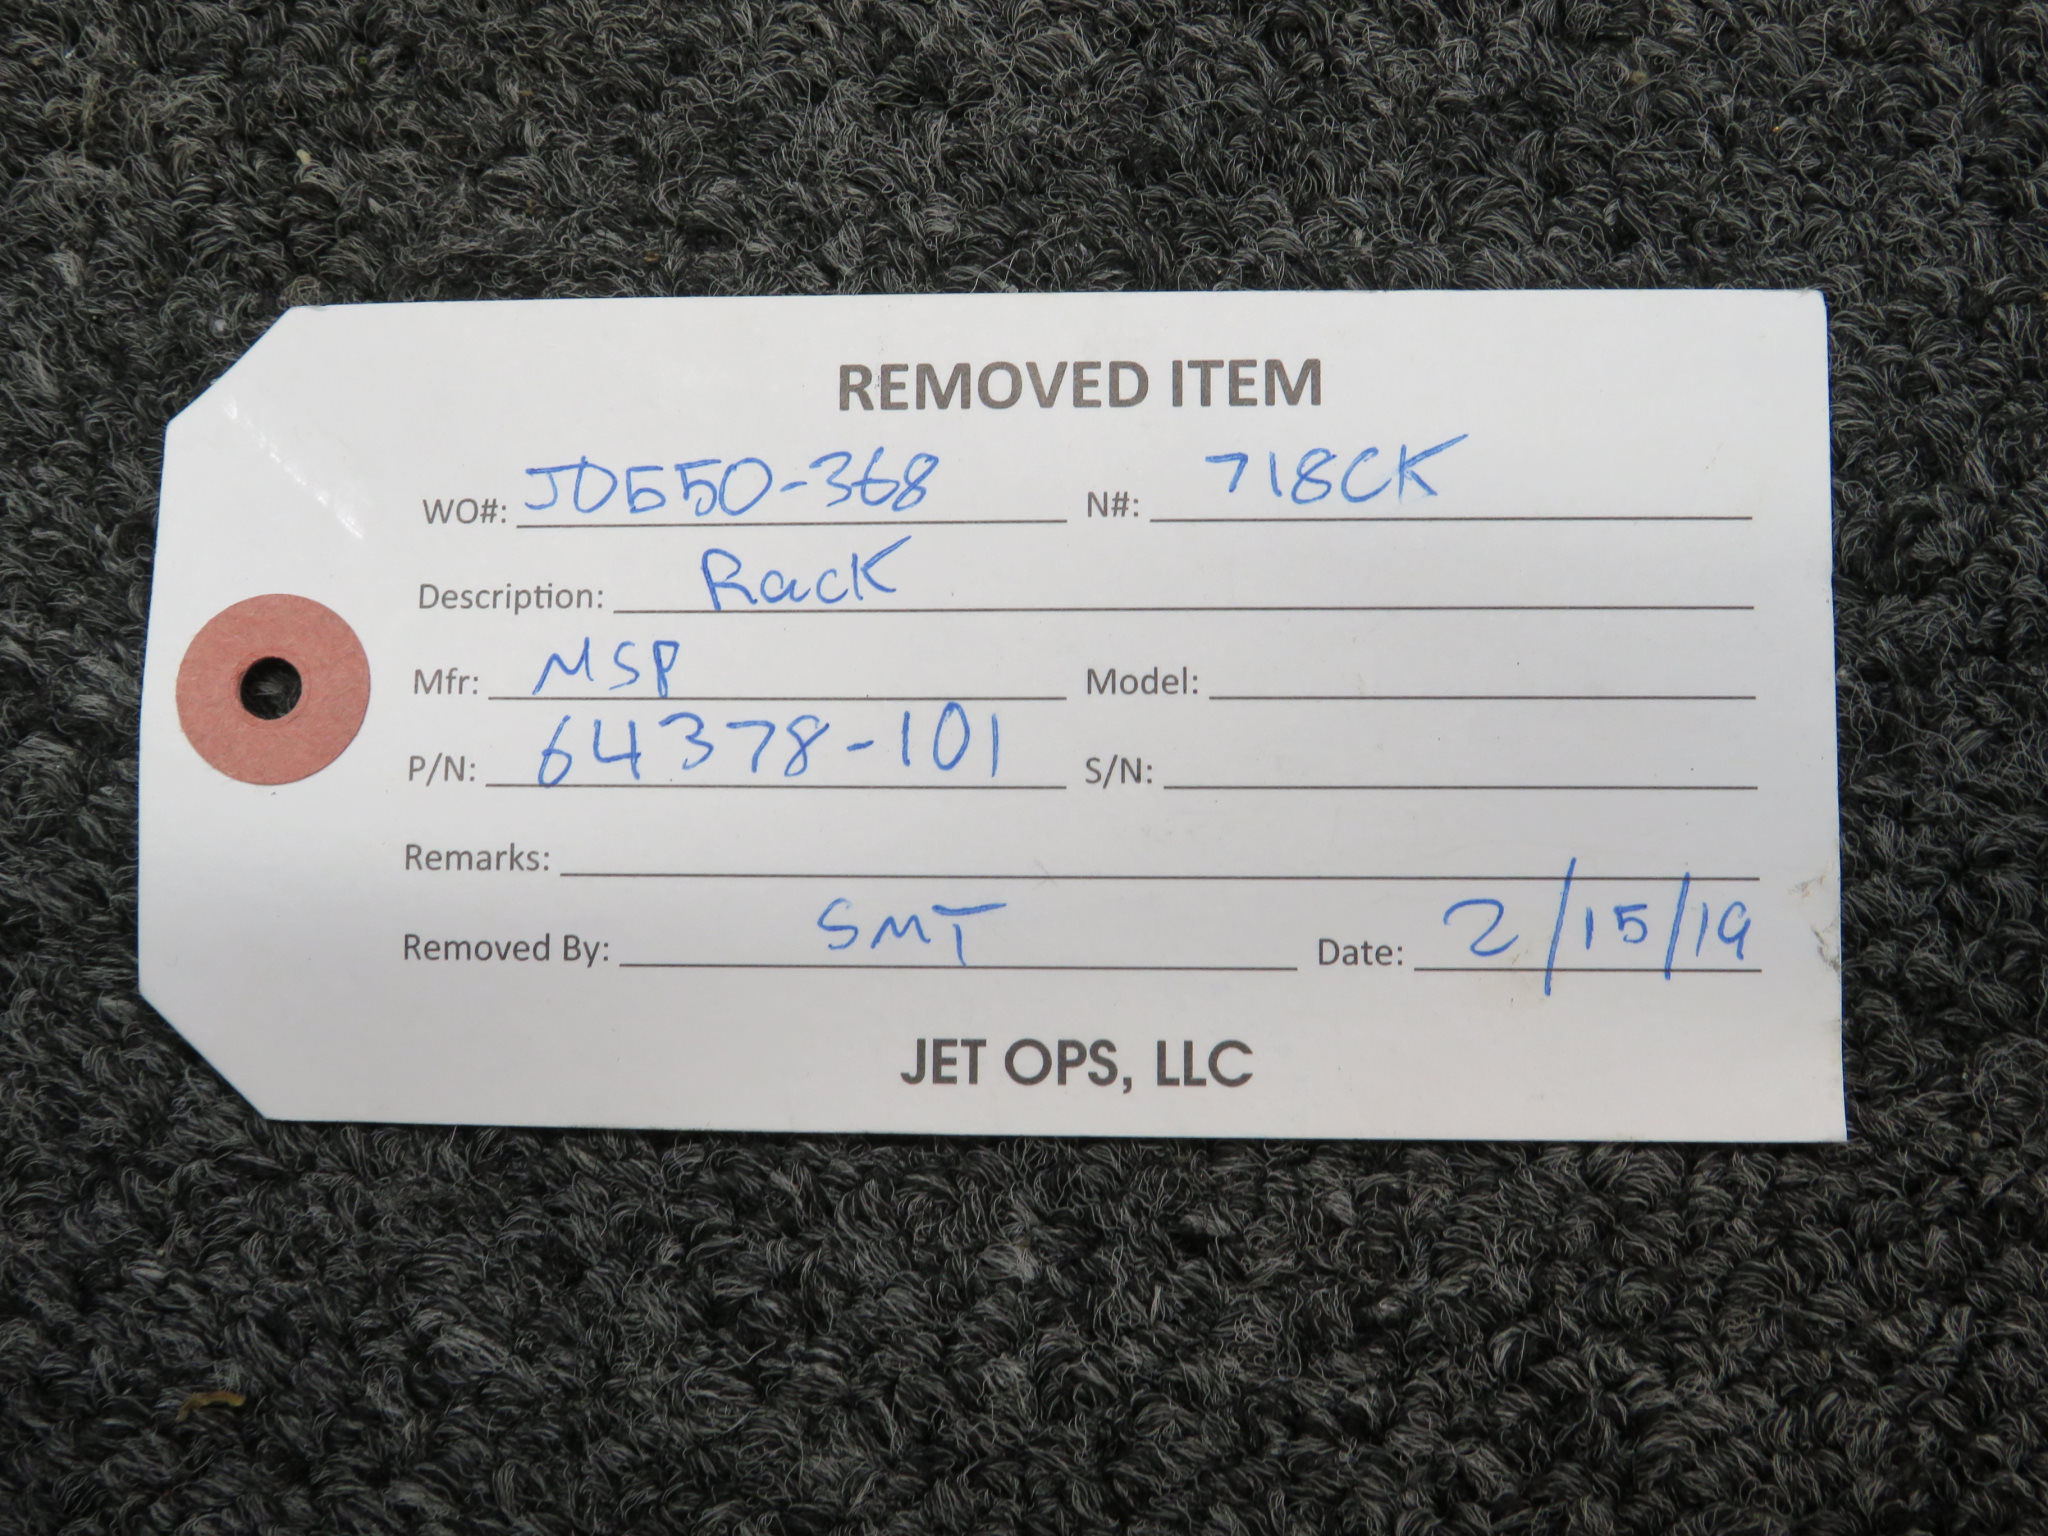 REMOVED ITEM
WO#: JO550-368 N#: 718CK
Description: Rack
Mfr: MSP Model:
P/N: 64378-101 S/N:
Remarks:
Removed By: SMT Date: 2/15/19
JET OPS, LLC